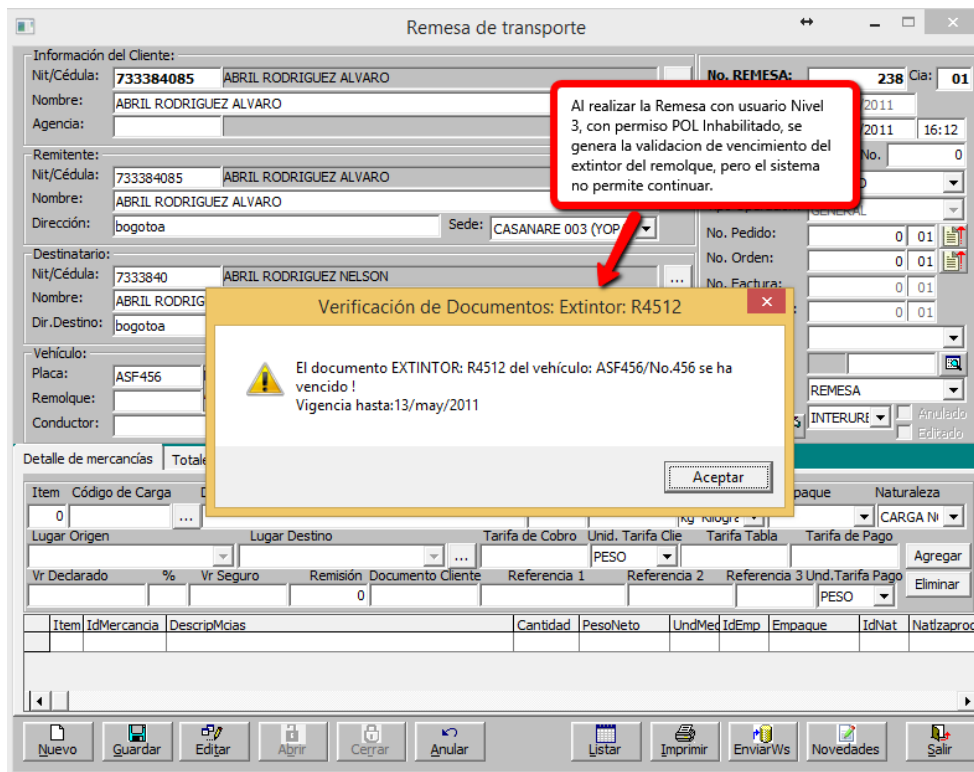 Remesa de transporte
Información del Cliente:
Nit/Cédula: 733384085 ABRIL RODRIGUEZ ALVARO ...
Nombre: ABRIL RODRIGUEZ ALVARO
Agencia:
No. REMESA: 238 Cia: 01
/2011
2011 16:12
No. 0
Al realizar la Remesa con usuario Nivel
3, con permiso POL Inhabilitado, se
genera la validacion de vencimiento del
extintor del remolque, pero el sistema
no permite continuar.
Remitente:
Nit/Cédula: 733384085 ABRIL RODRIGUEZ ALVARO
Nombre: ABRIL RODRIGUEZ ALVARO
Dirección: bogotoa Sede: CASANARE 003 (YOP
GENERAL
No. Pedido: 0 01
No. Orden: 0 01
No. Factura: 0 01
: 0 01
REMESA
INTERURE Anulado
Editado
Destinatario:
Nit/Cédula: 7333840 ABRIL RODRIGUEZ NELSON ...
Nombre: ABRIL RODRIG
Dir.Destino: bogotoa
Vehículo:
Placa: ASF456
Remolque:
Conductor:
Verificación de Documentos: Extintor: R4512
El documento EXTINTOR: R4512 del vehículo: ASF456/No.456 se ha
vencido !
Vigencia hasta:13/may/2011
Aceptar
Detalle de mercancías Totale
Item Código de Carga D paque Naturaleza
0 ... Kg-Kilogra CARGA N
Lugar Origen Lugar Destino Tarifa de Cobro Unid. Tarifa Clie Tarifa Tabla Tarifa de Pago
... PESO Agregar
Vr Declarado % Vr Seguro Remisión Documento Cliente Referencia 1 Referencia 2 Referencia 3 Und.Tarifa Pago
0 PESO Eliminar
Item IdMercancia DescripMcias Cantidad PesoNeto UndMed IdEmp Empaque IdNat Natlzaproc
Nuevo Guardar Editar Abrir Cerrar Anular Listar Imprimir EnviarWs Novedades Salir